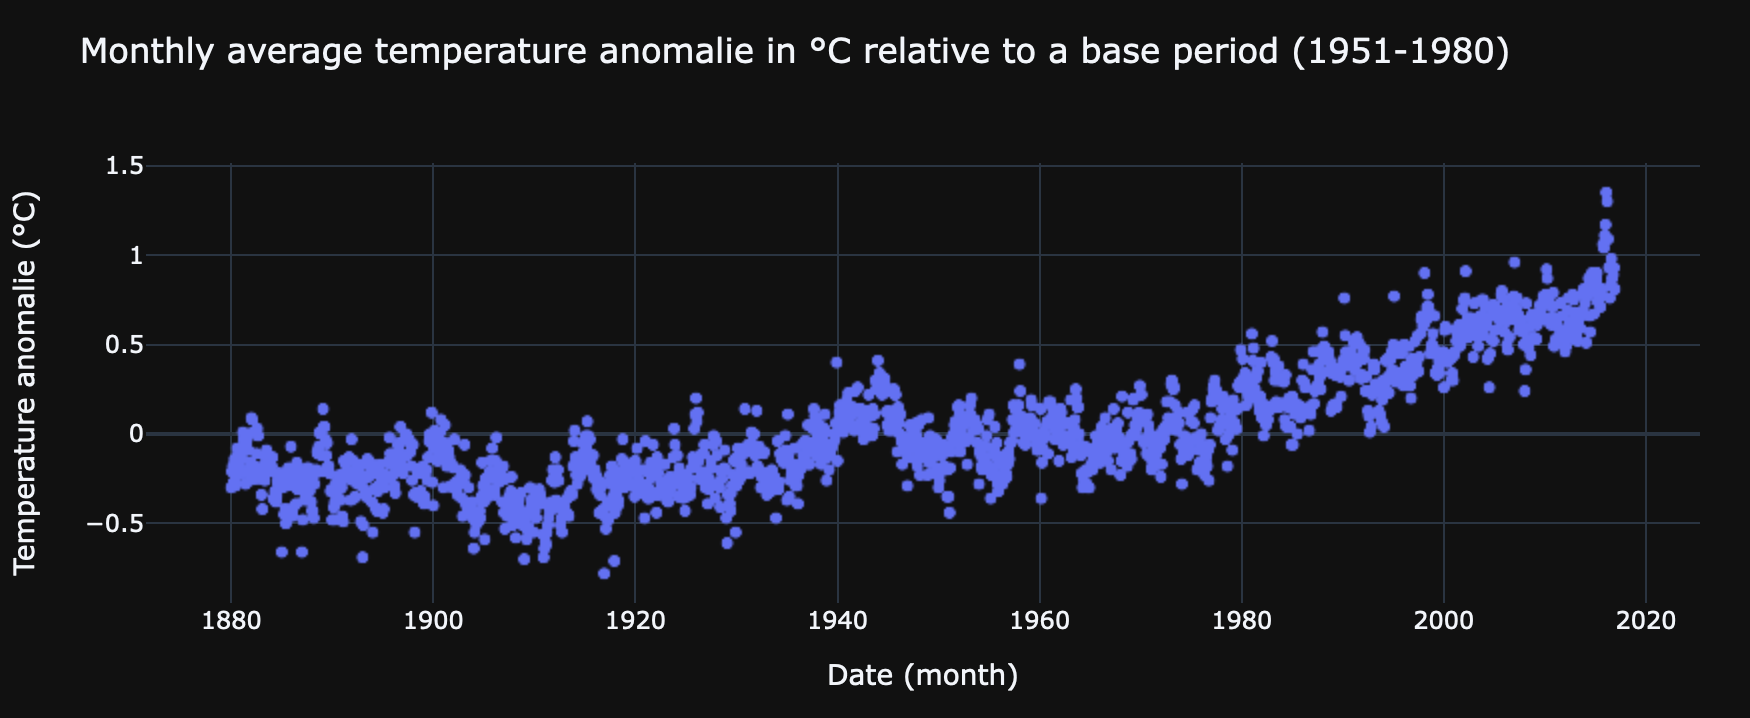 Monthly average temperature anomalie in °C relative to a base period (1951-1980)
Temperature anomalie (°C)
1.5
1
0.5
0
−0.5
1880 1900 1920 1940 1960 1980 2000 2020
Date (month)